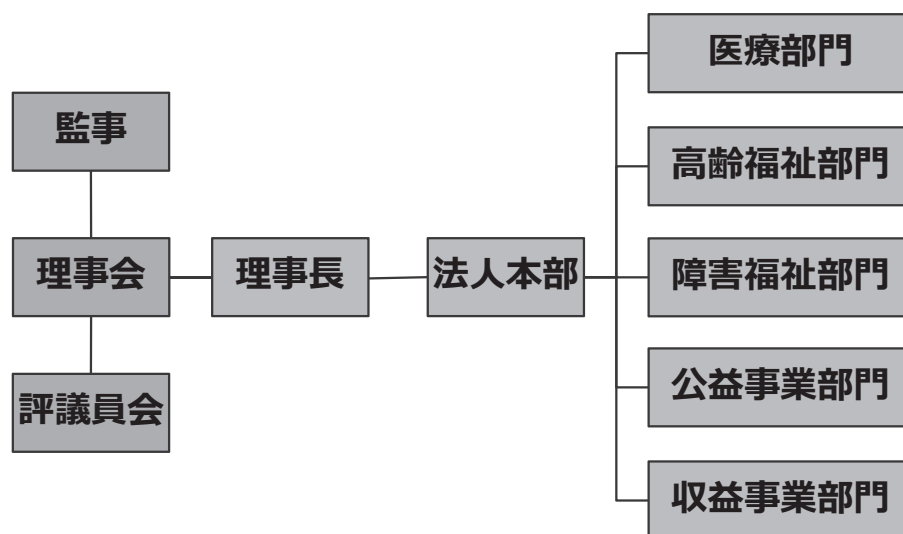 監事
理事会
評議員会
理事長
法人本部
医療部門
高齢福祉部門
障害福祉部門
公益事業部門
収益事業部門